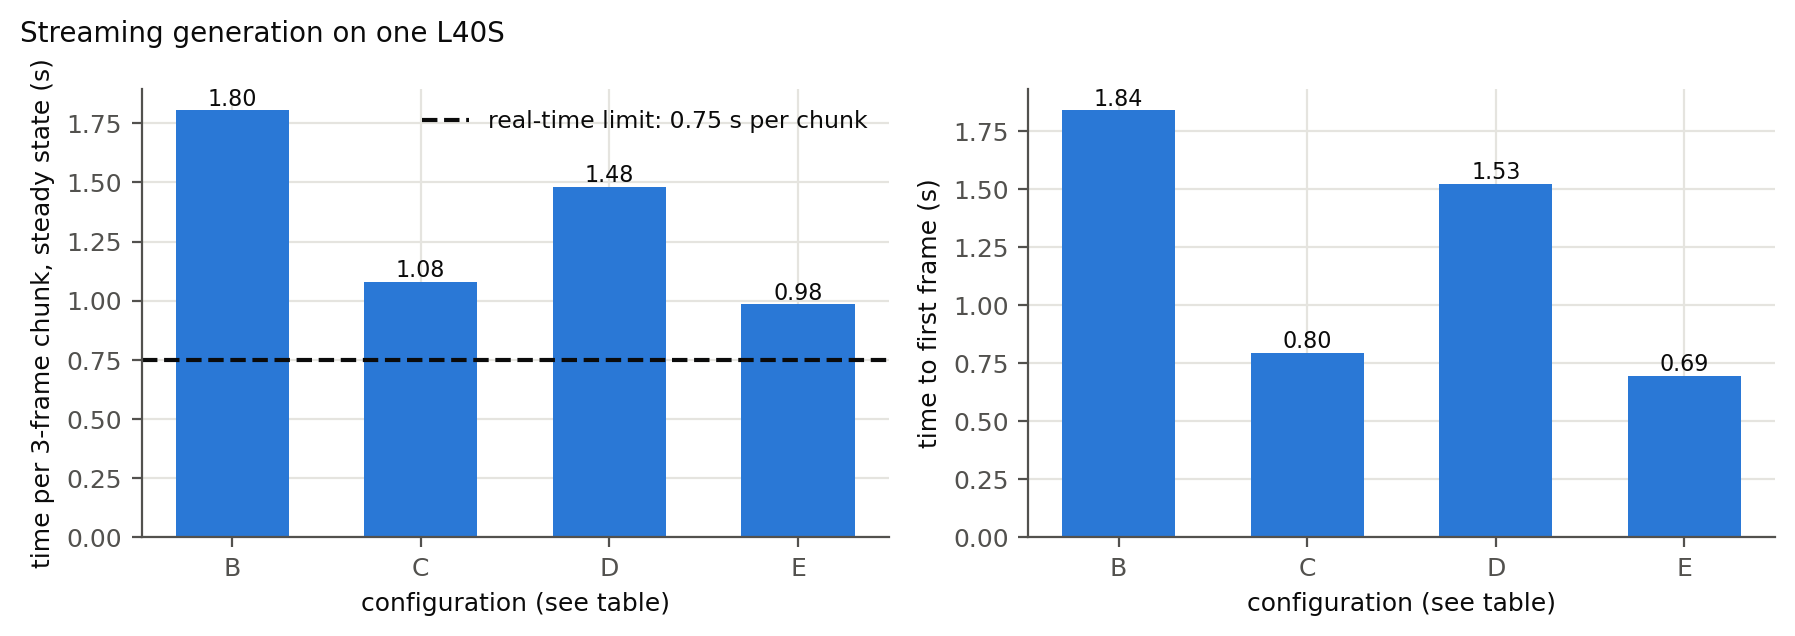 Streaming generation on one L40S
time per 3-frame chunk, steady state (s)
1.75
1.50
1.25
1.00
0.75
0.50
0.25
0.00
real-time limit: 0.75 s per chunk
1.80
1.08
1.48
0.98
B
C
D
E
configuration (see table)
time to first frame (s)
1.75
1.50
1.25
1.00
0.75
0.50
0.25
0.00
1.84
0.80
1.53
0.69
B
C
D
E
configuration (see table)